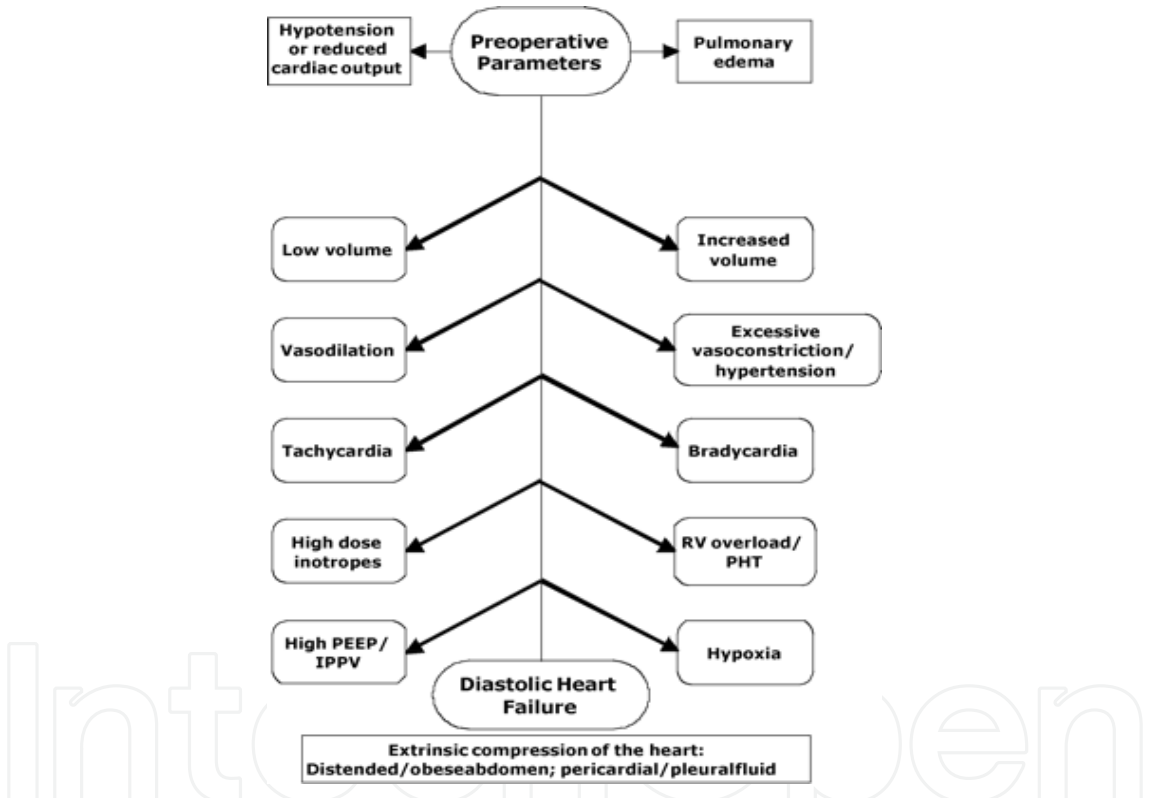 Hypotension
or reduced
cardiac output
Preoperative
Parameters
Pulmonary
edema
Low volume
Increased
volume
Vasodilation
Excessive
vasoconstriction/
hypertension
Tachycardia
Bradycardia
High dose
inotropes
RV overload/
PHT
High PEEP/
IPPV
Hypoxia
Diastolic Heart
Failure
Extrinsic compression of the heart:
Distended/obeseabdomen; pericardial/pleuralfluid